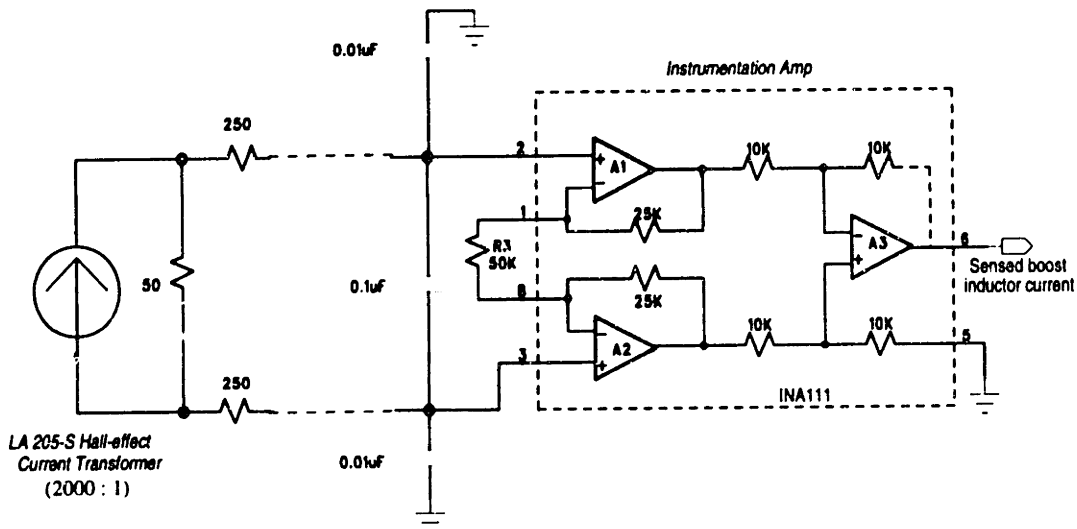 0.01uF
Instrumentation Amp
250
2
+
A1
-
10K
10K
1
25K
R3
50K
-
A3
+
6
Sensed boost
inductor current
50
0.1uF
8
25K
-
A2
+
10K
10K
5
3
250
INA111
LA 205-S Hall-effect
Current Transformer
(2000 : 1)
0.01uF